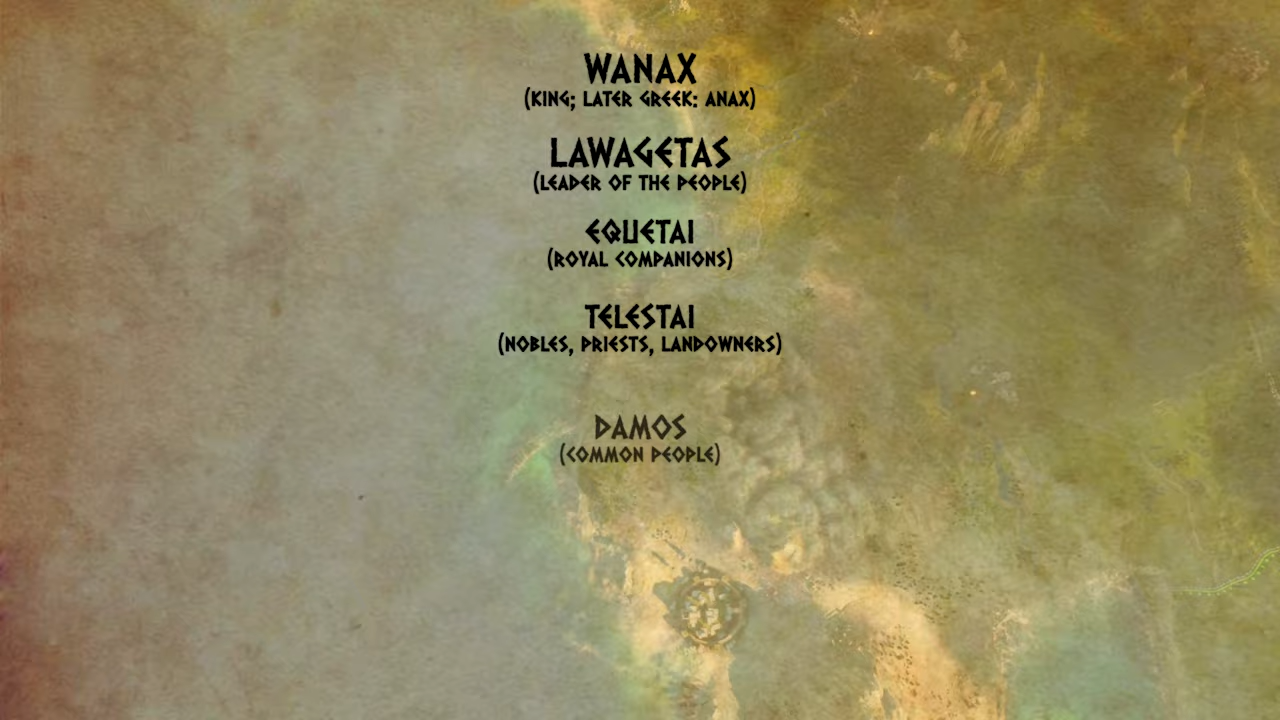 WANAX
(KING; LATER GREEK: ANAX)
LAWAGETAS
(LEADER OF THE PEOPLE)
EQUETAI
(ROYAL COMPANIONS)
TELESTAI
(NOBLES, PRIESTS, LANDOWNERS)
DAMOS
(COMMON PEOPLE)